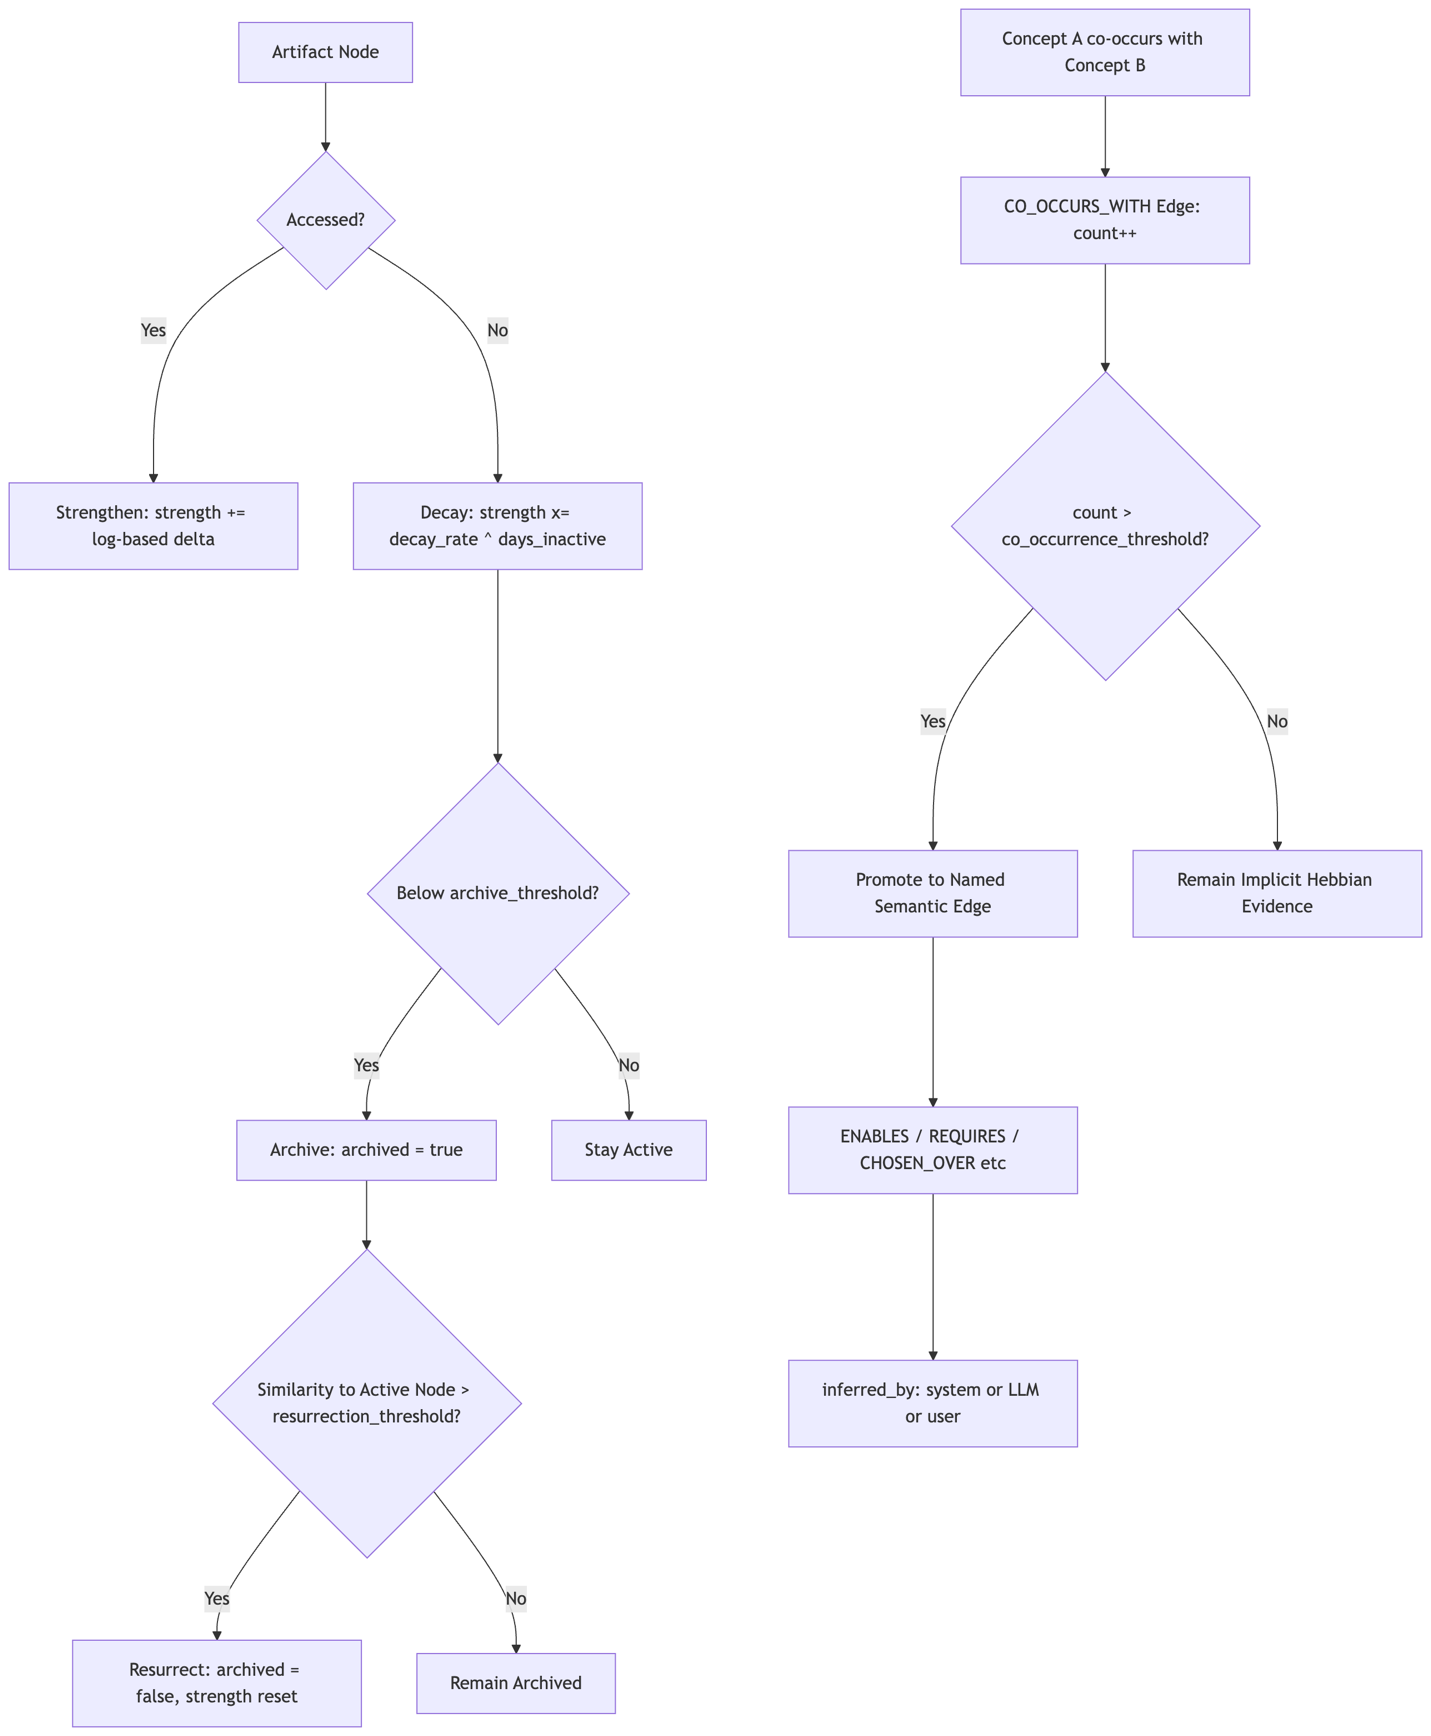 Artifact Node
Accessed?
Yes
No
Strengthen: strength +=
log-based delta
Decay: strength x=
decay_rate ^ days_inactive
Below archive_threshold?
Yes
No
Archive: archived = true
Stay Active
Similarity to Active Node >
resurrection_threshold?
Yes
No
Resurrect: archived =
false, strength reset
Remain Archived
Concept A co-occurs with
Concept B
CO_OCCURS_WITH Edge:
count++
count >
co_occurrence_threshold?
Yes
No
Promote to Named
Semantic Edge
Remain Implicit Hebbian
Evidence
ENABLES / REQUIRES /
CHOSEN_OVER etc
inferred_by: system or LLM
or user